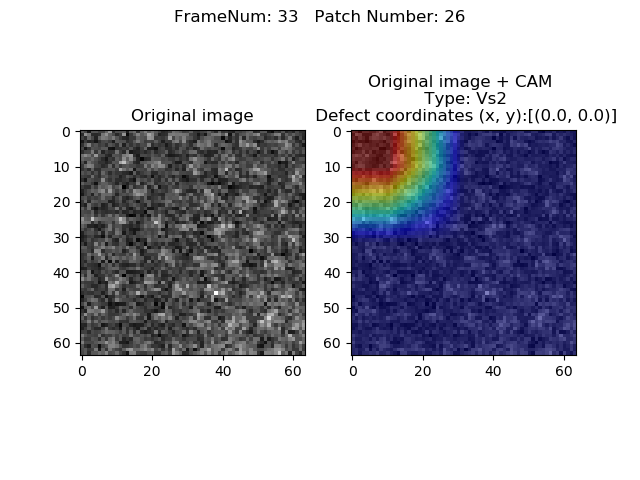 FrameNum: 33   Patch Number: 26
Original image
0
10
20
30
40
50
60
0 20 40 60
Original image + CAM
Type: Vs2
Defect coordinates (x, y):[(0.0, 0.0)]
0
10
20
30
40
50
60
0 20 40 60